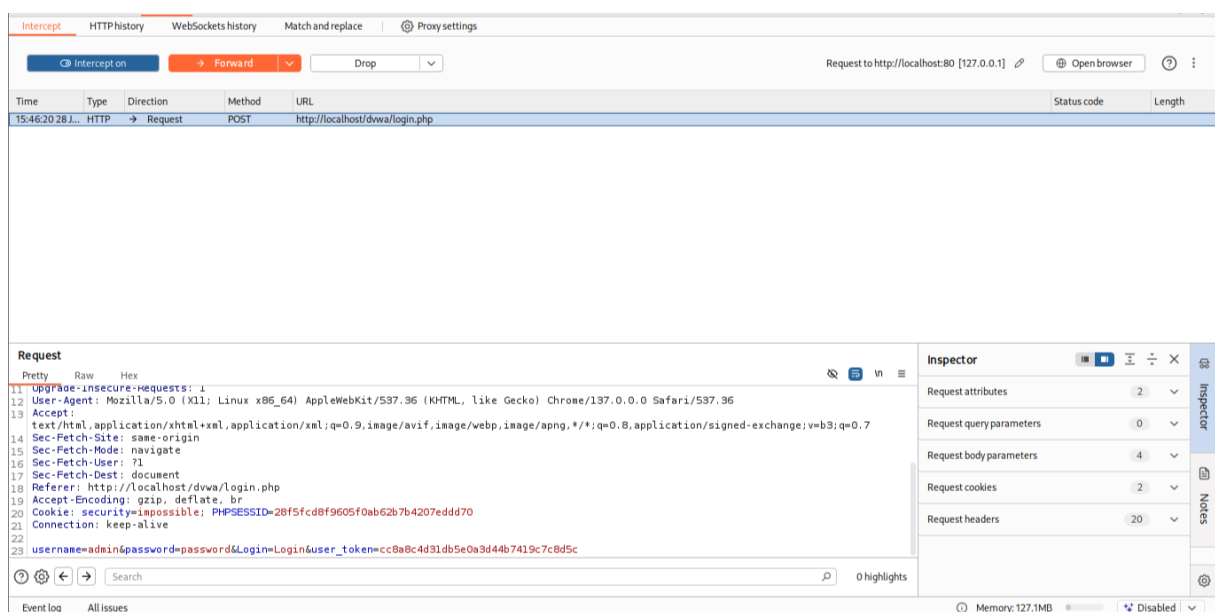 Intercept HTTP history WebSockets history Match and replace Proxy settings
Intercept on → Forward Drop Request to http://localhost:80 [127.0.0.1] Open browser
Time Type Direction Method URL Status code Length
15:46:20 28 J... HTTP → Request POST http://localhost/dvwa/login.php
Request
Pretty Raw Hex \n
11 Upgrade-Insecure-Requests: 1
12 User-Agent: Mozilla/5.0 (X11; Linux x86_64) AppleWebKit/537.36 (KHTML, like Gecko) Chrome/137.0.0.0 Safari/537.36
13 Accept:
text/html,application/xhtml+xml,application/xml;q=0.9,image/avif,image/webp,image/apng,*/*;q=0.8,application/signed-exchange;v=b3;q=0.7
14 Sec-Fetch-Site: same-origin
15 Sec-Fetch-Mode: navigate
16 Sec-Fetch-User: ?1
17 Sec-Fetch-Dest: document
18 Referer: http://localhost/dvwa/login.php
19 Accept-Encoding: gzip, deflate, br
20 Cookie: security=impossible; PHPSESSID=28f5fcd8f9605f0ab62b7b4207eddd70
21 Connection: keep-alive
22
23 username=admin&password=password&Login=Login&user_token=cc8a8c4d31db5e0a3d44b7419c7c8d5c
Search 0 highlights
Inspector
Request attributes 2
Request query parameters 0
Request body parameters 4
Request cookies 2
Request headers 20
Inspector
Notes
Event log All issues Memory: 127.1MB Disabled